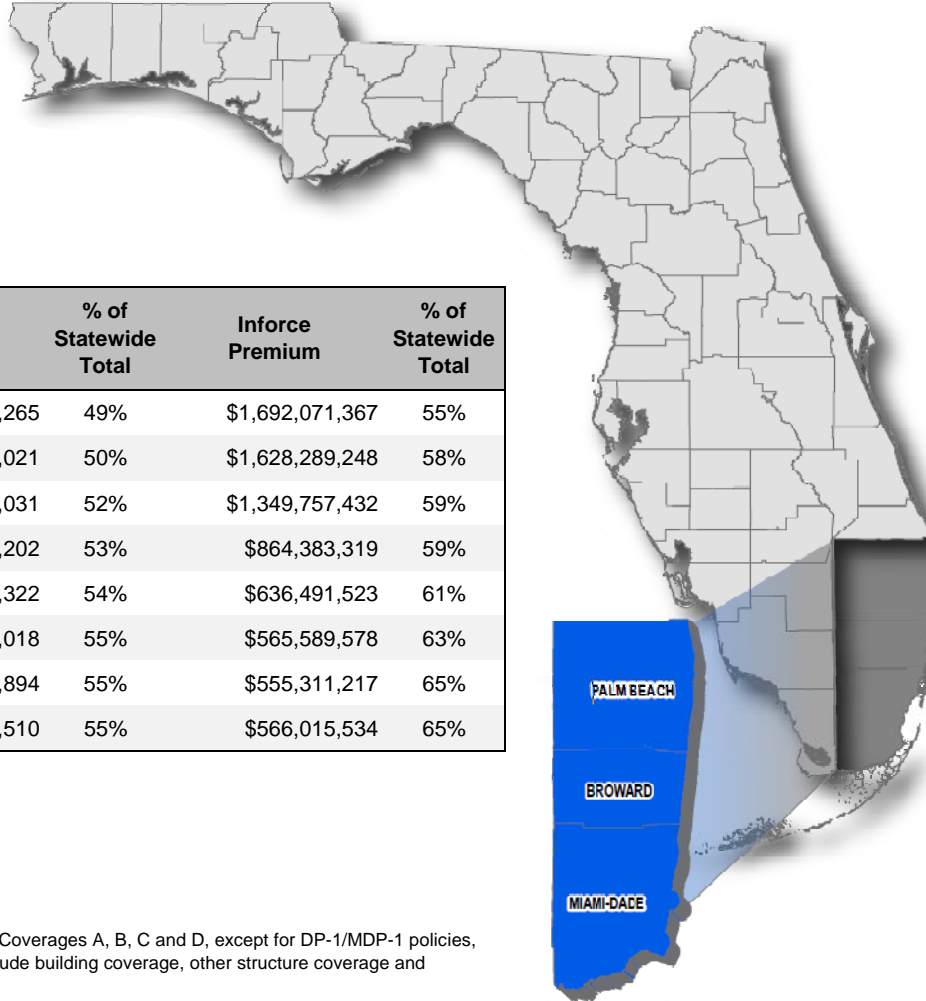 % of Statewide Total Inforce Premium % of Statewide Total
,265 49% $1,692,071,367 55%
,021 50% $1,628,289,248 58%
,031 52% $1,349,757,432 59%
,202 53% $864,383,319 59%
,322 54% $636,491,523 61%
,018 55% $565,589,578 63%
,894 55% $555,311,217 65%
,510 55% $566,015,534 65%
PALM BEACH
BROWARD
MIAMI-DADE
Coverages A, B, C and D, except for DP-1/MDP-1 policies,
ude building coverage, other structure coverage and